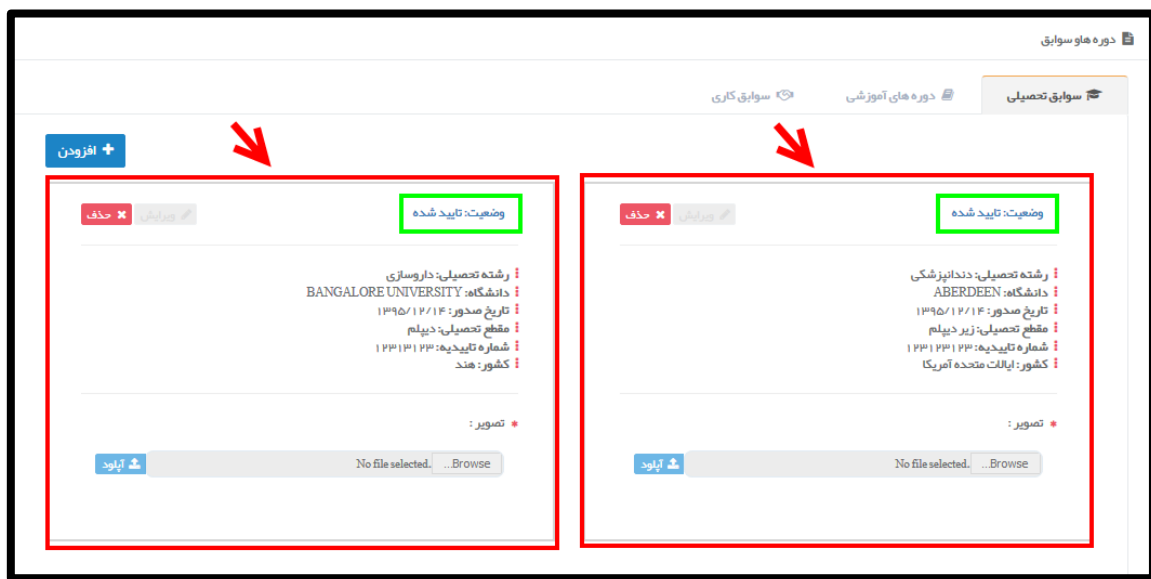 دوره هاو سوابق
سوابق تحصیلی
دوره های آموزشی
سوابق کاری
افزودن
وضعیت: تایید شده
ویرایش
حذف
رشته تحصیلی: دندانپزشکی
دانشگاه: ABERDEEN
تاریخ صدور: ۱۳۹۵/۱۲/۱۴
مقطع تحصیلی: زیر دیپلم
شماره تاییدیه: ۱۲۳۱۲۳۱۲۳
کشور: ایالات متحده آمریکا
* تصویر :
Browse...
No file selected.
آپلود
وضعیت: تایید شده
ویرایش
حذف
رشته تحصیلی: داروسازی
دانشگاه: BANGALORE UNIVERSITY
تاریخ صدور: ۱۳۹۵/۱۲/۱۴
مقطع تحصیلی: دیپلم
شماره تاییدیه: ۱۲۳۱۳۱۲۳
کشور: هند
* تصویر :
Browse...
No file selected.
آپلود